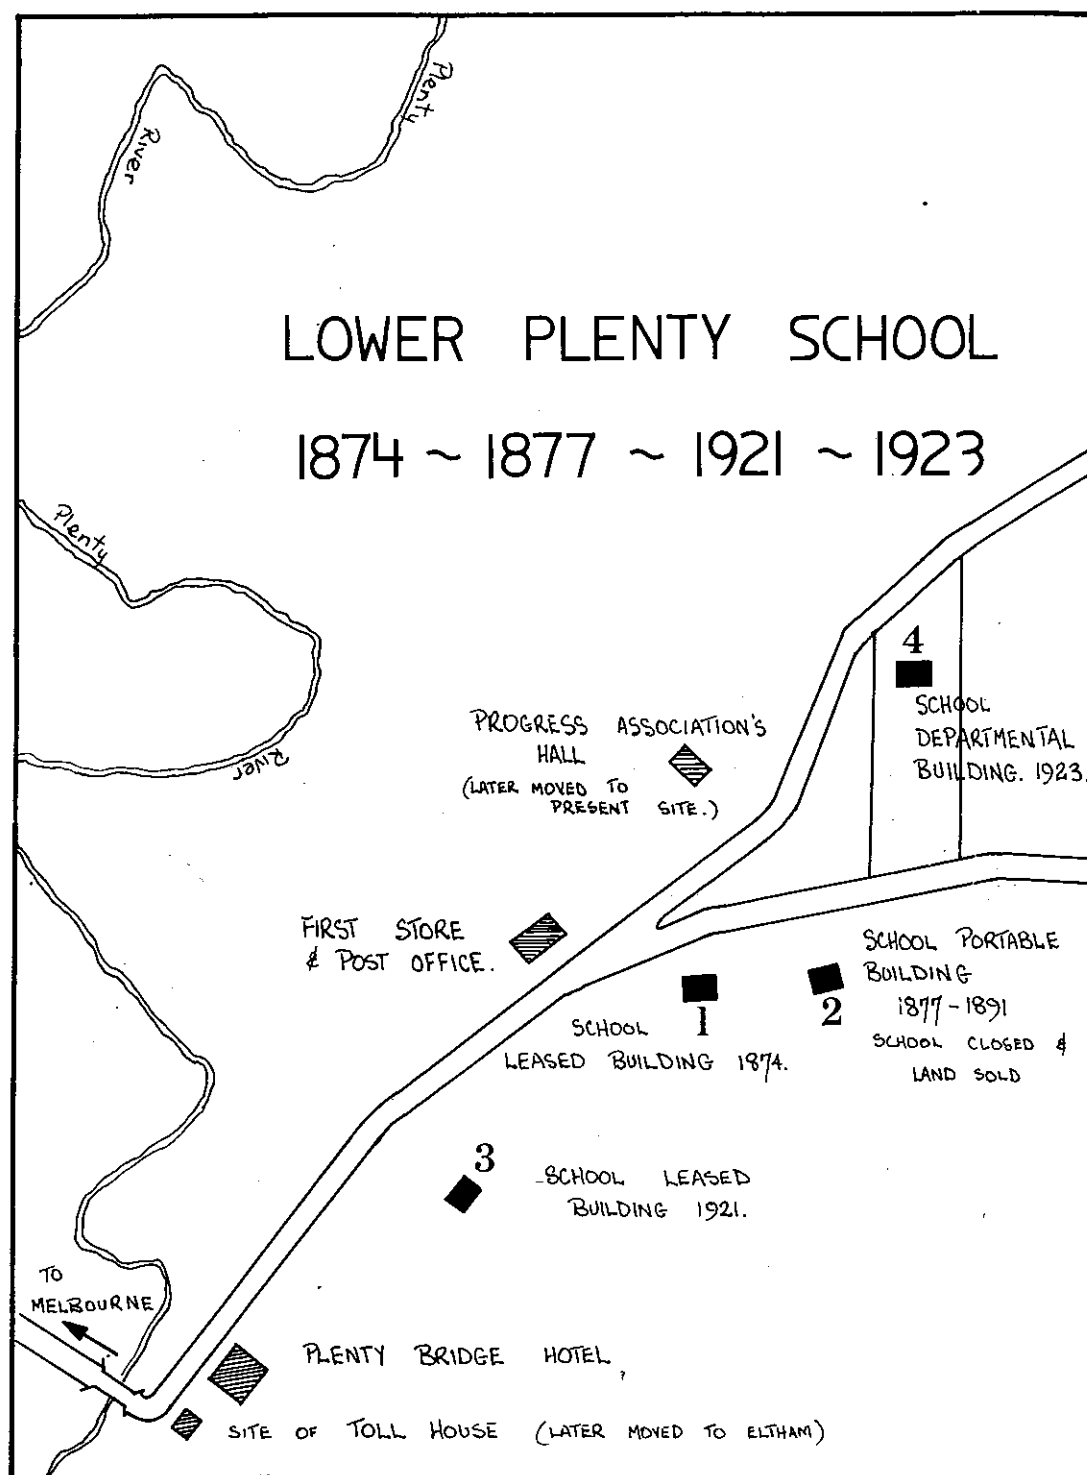 Plenty
River
LOWER PLENTY SCHOOL
1874 ~ 1877 ~ 1921 ~ 1923
Plenty
River
4
SCHOOL
DEPARTMENTAL
BUILDING. 1923.
PROGRESS ASSOCIATION'S
HALL
(LATER MOVED TO
PRESENT SITE.)
FIRST STORE
& POST OFFICE.
SCHOOL PORTABLE
BUILDING
1877-1891
SCHOOL CLOSED &
LAND SOLD
2
1
SCHOOL
LEASED BUILDING 1874.
3
SCHOOL LEASED
BUILDING 1921.
TO
MELBOURNE
PLENTY BRIDGE HOTEL
SITE OF TOLL HOUSE (LATER MOVED TO ELTHAM)